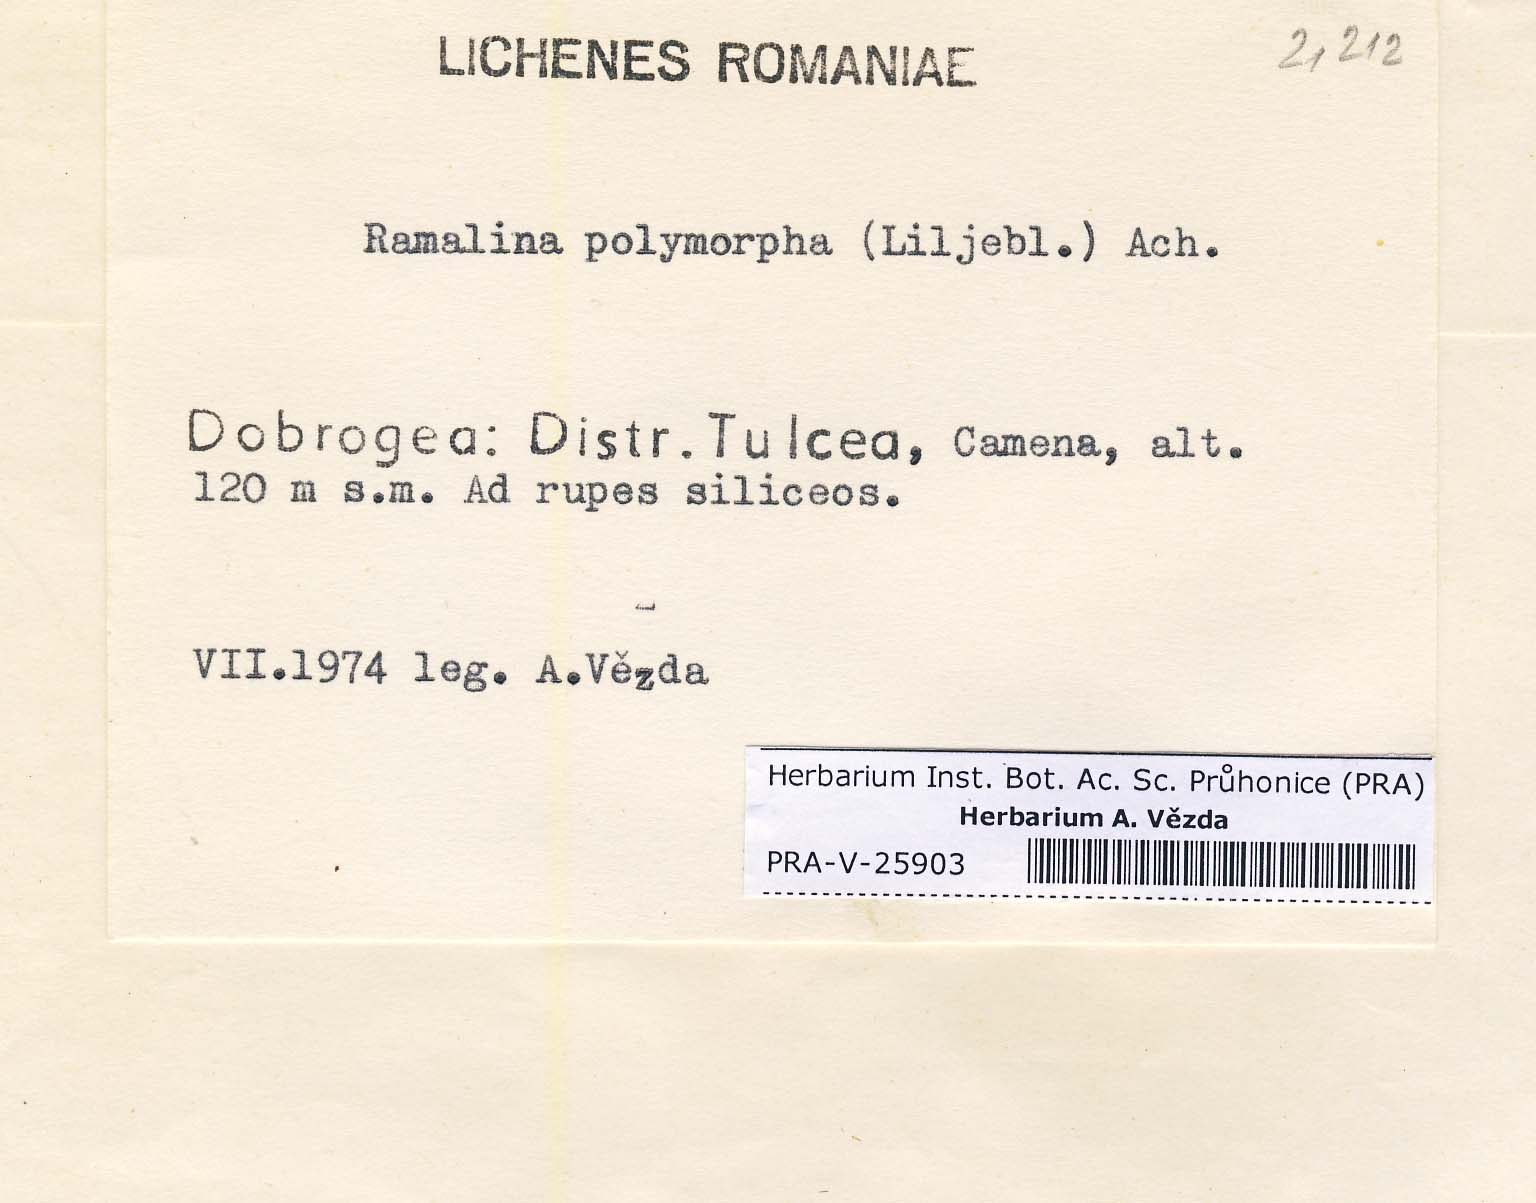 LICHENES ROMANIAE
2,212
Ramalina polymorpha (Liljebl.) Ach.
Dobrogea: Distr. Tulcea, Camena, alt.
120 m s.m. Ad rupes siliceos.
VII.1974 leg. A.Vězda
Herbarium Inst. Bot. Ac. Sc. Průhonice (PRA)
Herbarium A. Vězda
PRA-V-25903